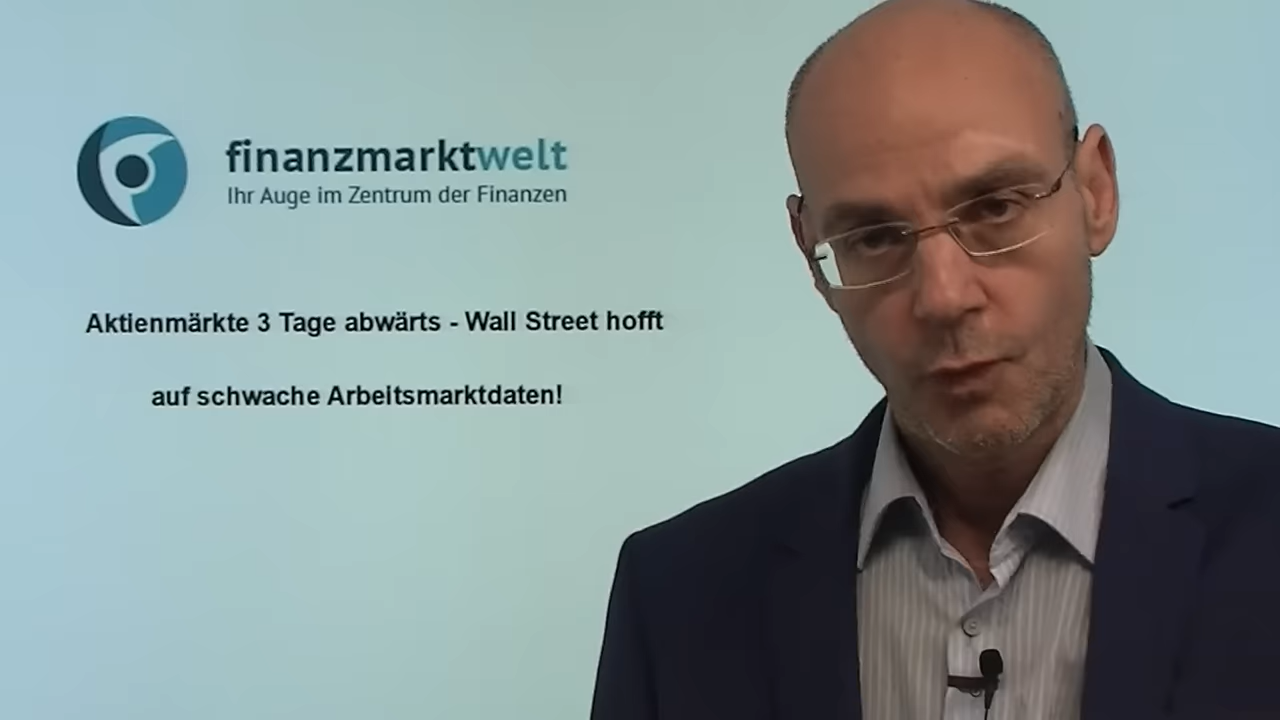 finanzmarktwelt
Ihr Auge im Zentrum der Finanzen
Aktienmärkte 3 Tage abwärts - Wall Street hofft
auf schwache Arbeitsmarktdaten!